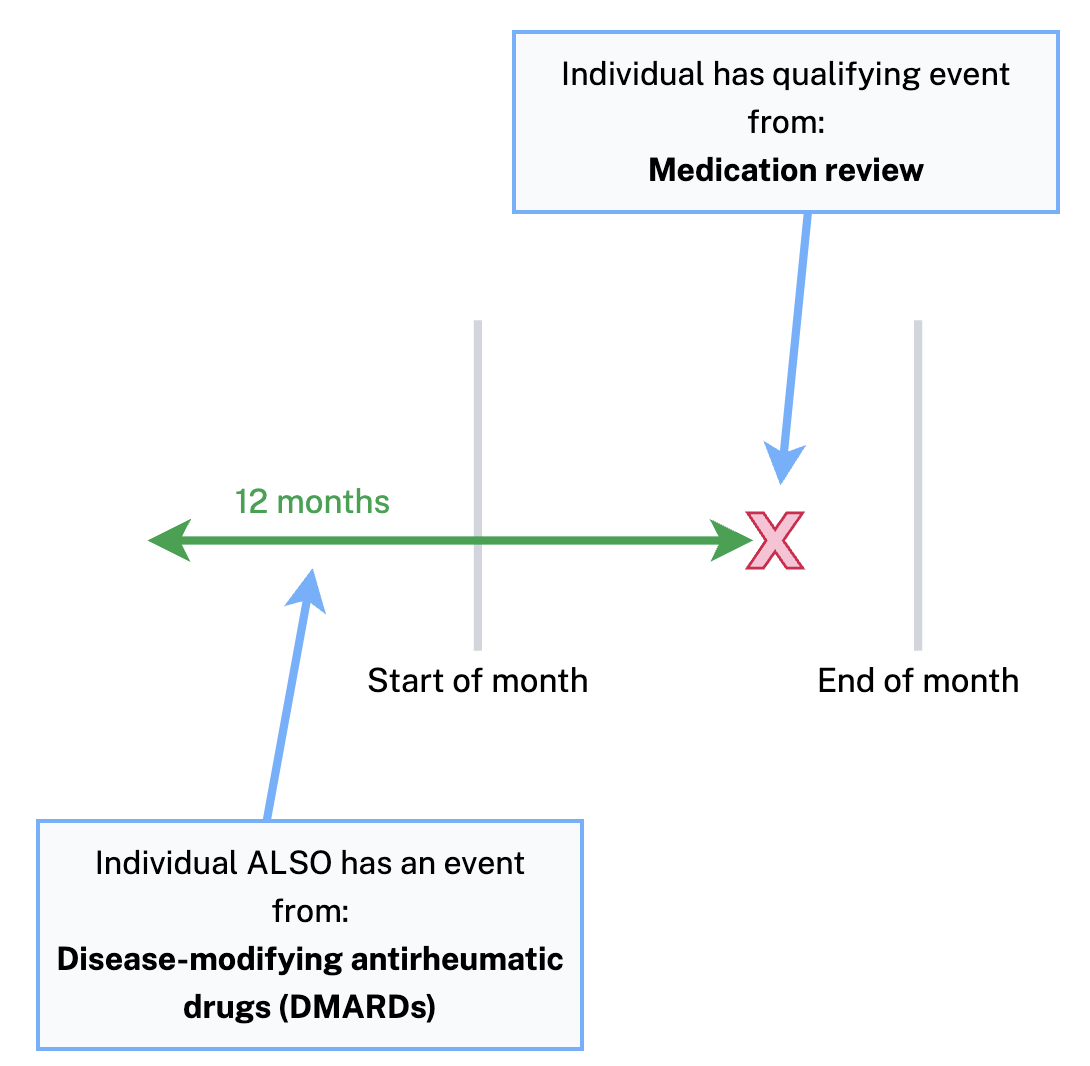 Individual has qualifying event
from:
Medication review
12 months
X
Start of month
End of month
Individual ALSO has an event
from:
Disease-modifying antirheumatic
drugs (DMARDs)